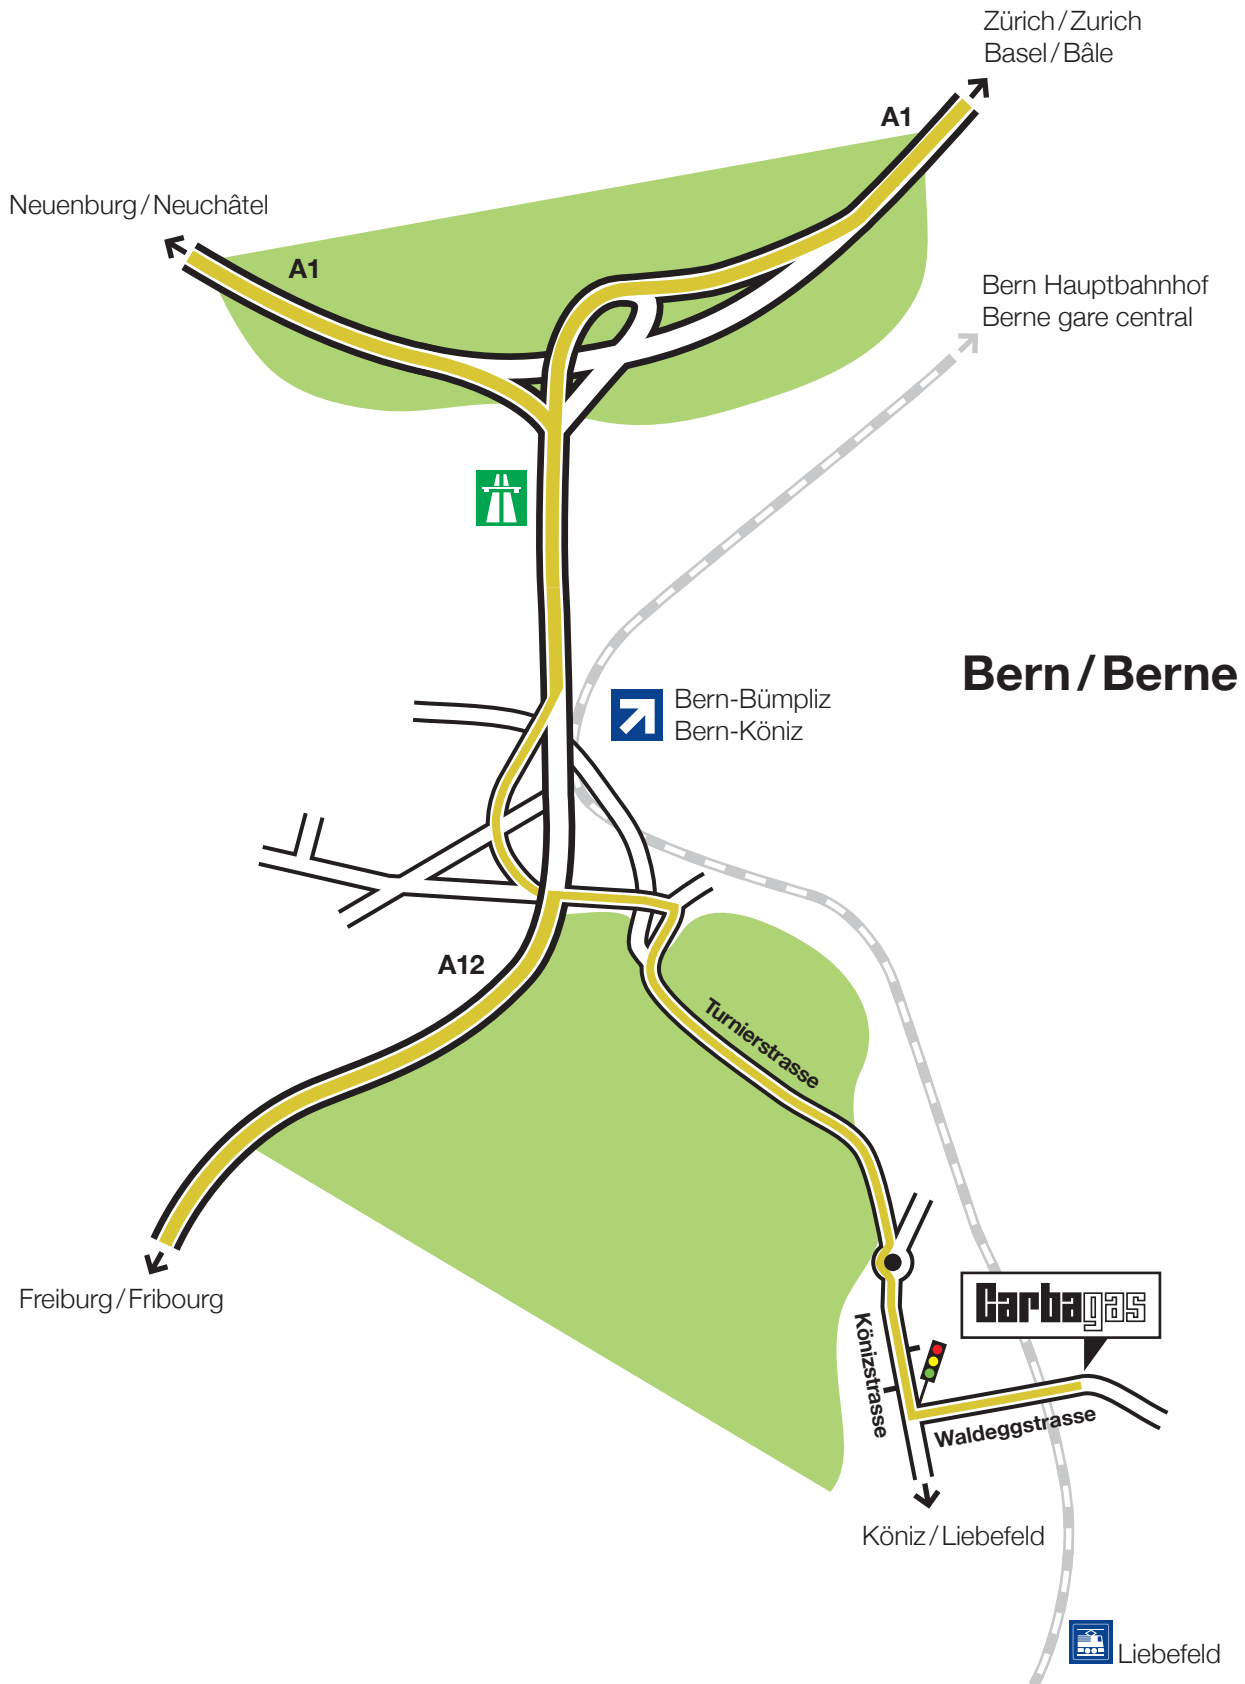 Zürich / Zurich
Basel / Bâle
A1
Neuenburg / Neuchâtel
A1
Bern Hauptbahnhof
Berne gare central
Bern / Berne
Bern-Bümpliz
Bern-Köniz
A12
Turnierstrasse
Freiburg / Fribourg
Carbagas
Könizstrasse
Waldeggstrasse
Köniz / Liebefeld
Liebefeld